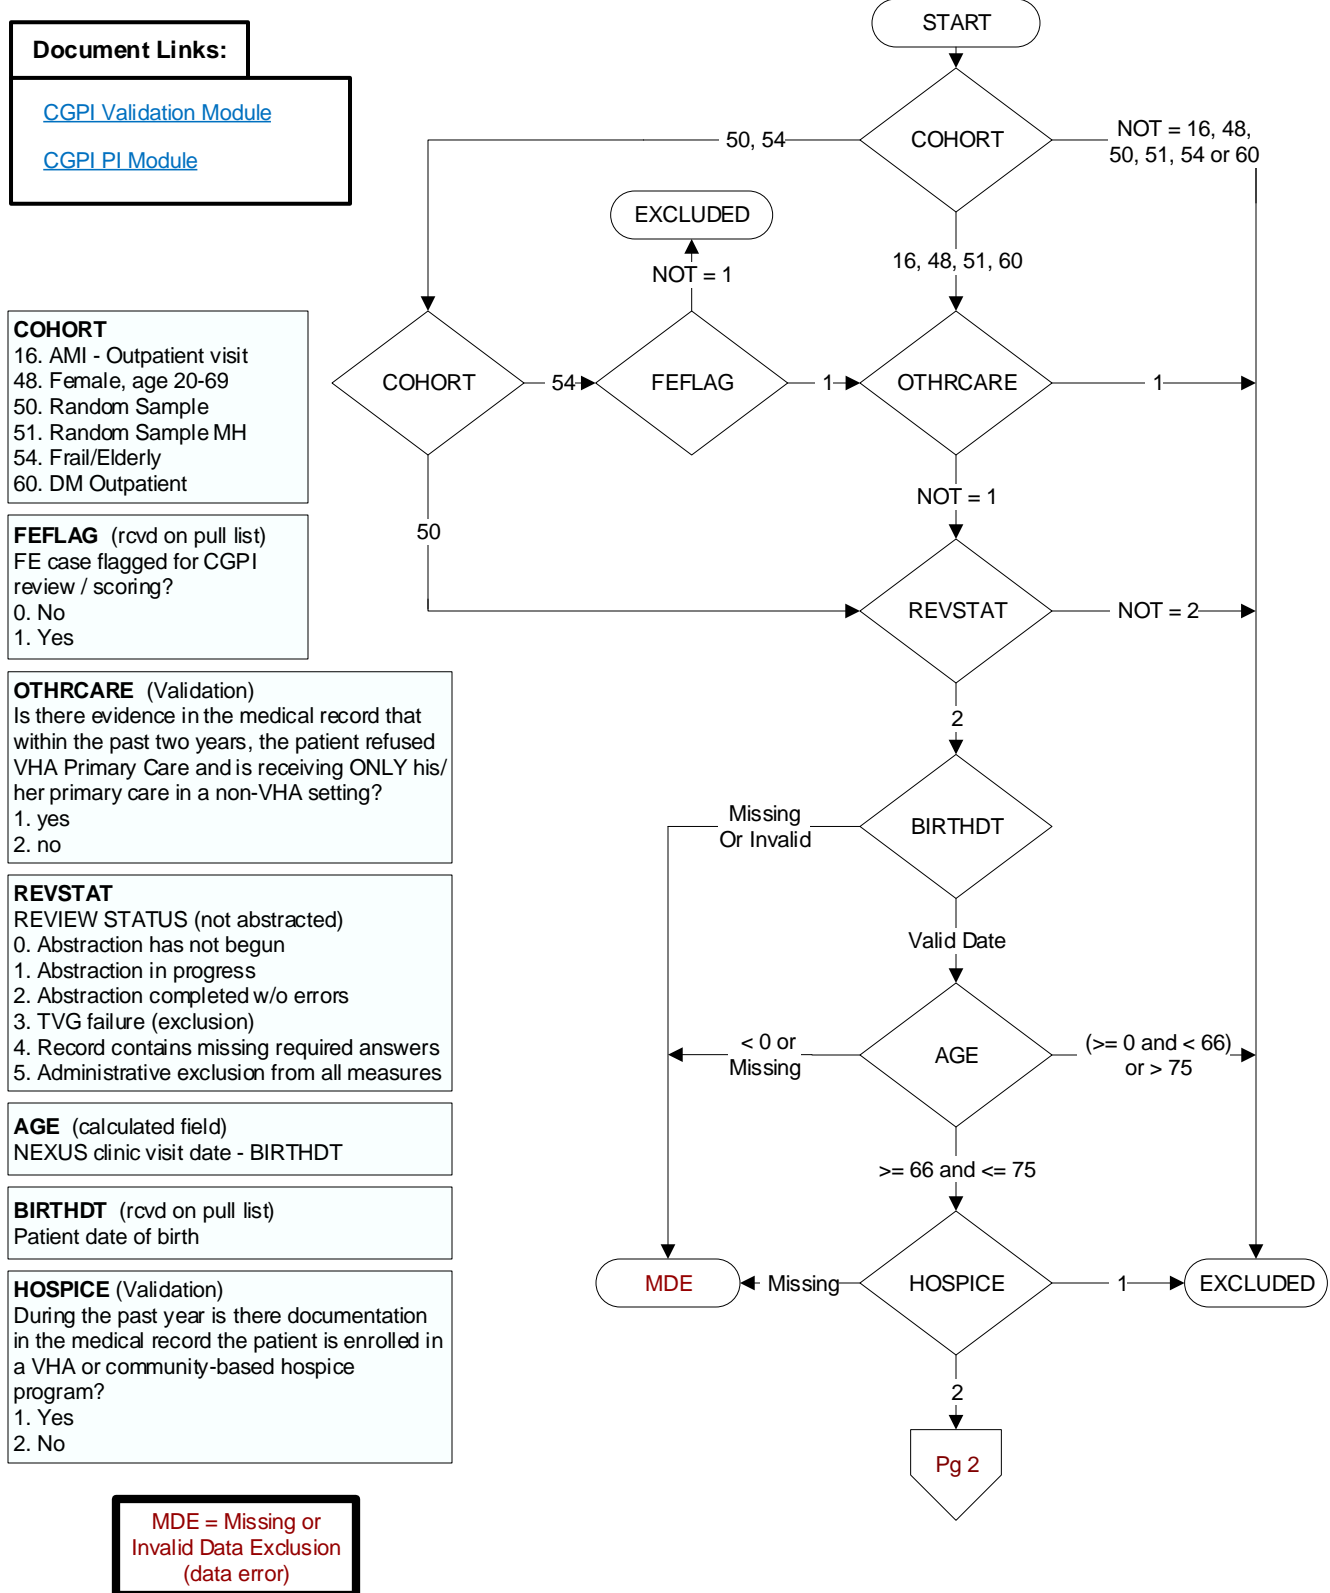 Document Links:
CGPI Validation Module
CGPI PI Module
START
COHORT
50, 54
NOT = 16, 48,
50, 51, 54 or 60
16, 48, 51, 60
EXCLUDED
NOT = 1
COHORT
54
FEFLAG
1
OTHRCARE
1
NOT = 1
50
REVSTAT
NOT = 2
2
BIRTHDT
Missing
Or Invalid
Valid Date
AGE
< 0 or
Missing
(>= 0 and < 66)
or > 75
>= 66 and <= 75
HOSPICE
Missing
MDE
1
EXCLUDED
2
Pg 2
COHORT
16. AMI - Outpatient visit
48. Female, age 20-69
50. Random Sample
51. Random Sample MH
54. Frail/Elderly
60. DM Outpatient
FEFLAG (rcvd on pull list)
FE case flagged for CGPI
review / scoring?
0. No
1. Yes
OTHRCARE (Validation)
Is there evidence in the medical record that
within the past two years, the patient refused
VHA Primary Care and is receiving ONLY his/
her primary care in a non-VHA setting?
1. yes
2. no
REVSTAT
REVIEW STATUS (not abstracted)
0. Abstraction has not begun
1. Abstraction in progress
2. Abstraction completed w/o errors
3. TVG failure (exclusion)
4. Record contains missing required answers
5. Administrative exclusion from all measures
AGE (calculated field)
NEXUS clinic visit date - BIRTHDT
BIRTHDT (rcvd on pull list)
Patient date of birth
HOSPICE (Validation)
During the past year is there documentation
in the medical record the patient is enrolled in
a VHA or community-based hospice
program?
1. Yes
2. No
MDE = Missing or
Invalid Data Exclusion
(data error)